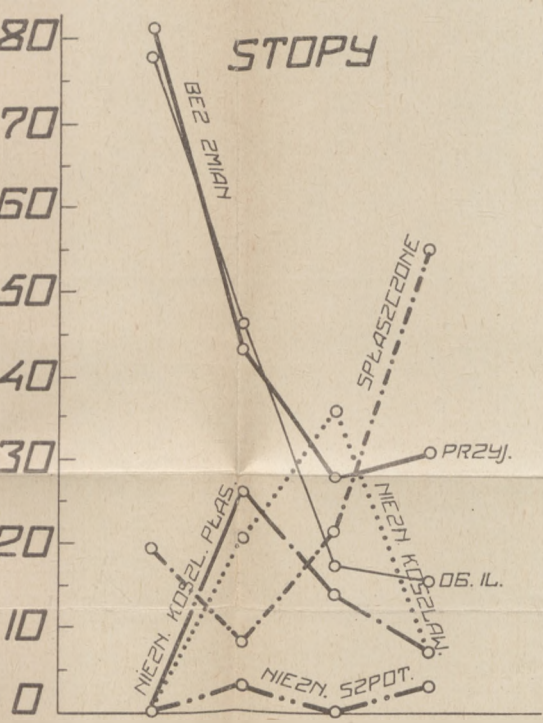 STOPY
80
70
60
50
40
30
20
10
0
BEZ ZMIAN
SPŁASZCZONE
PRZYJ.
NIEZN. KOSZL. PŁAS.
NIEZN. KOSZLAW.
OG. IL.
NIEZN. SZPOT.